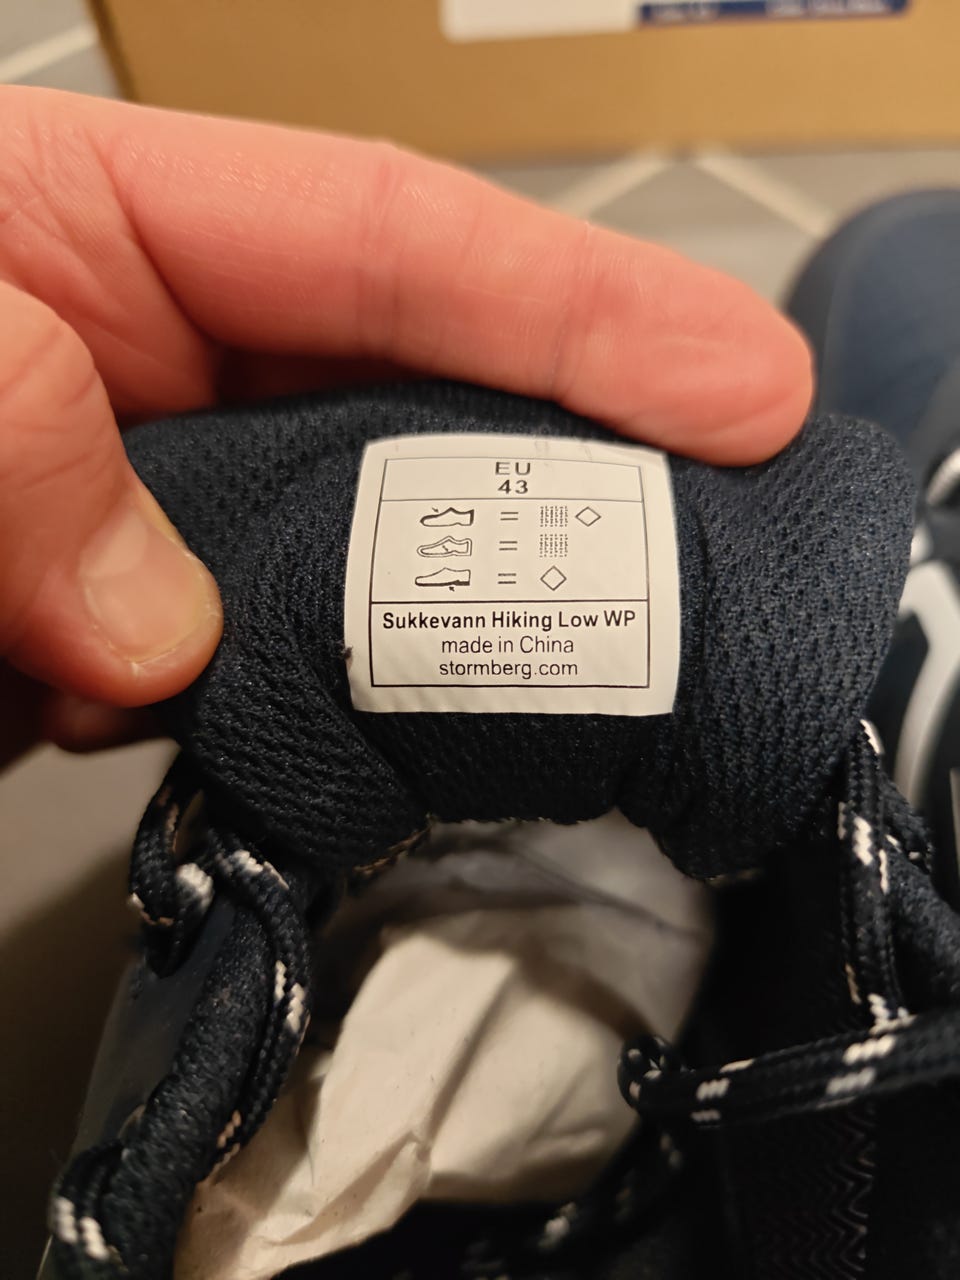 EU
43
=
=
=
Sukkevann Hiking Low WP
made in China
stormberg.com